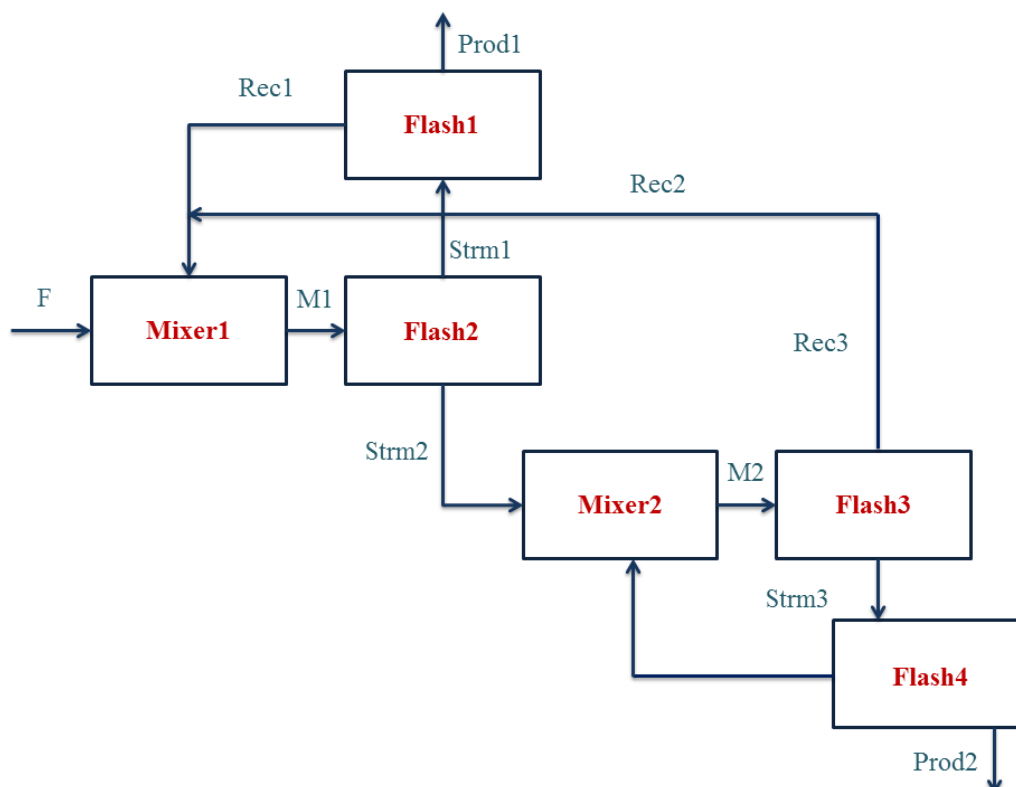 Prod1
Rec1
Flash1
Rec2
Strm1
F
M1
Mixer1
Flash2
Rec3
Strm2
M2
Mixer2
Flash3
Strm3
Flash4
Prod2